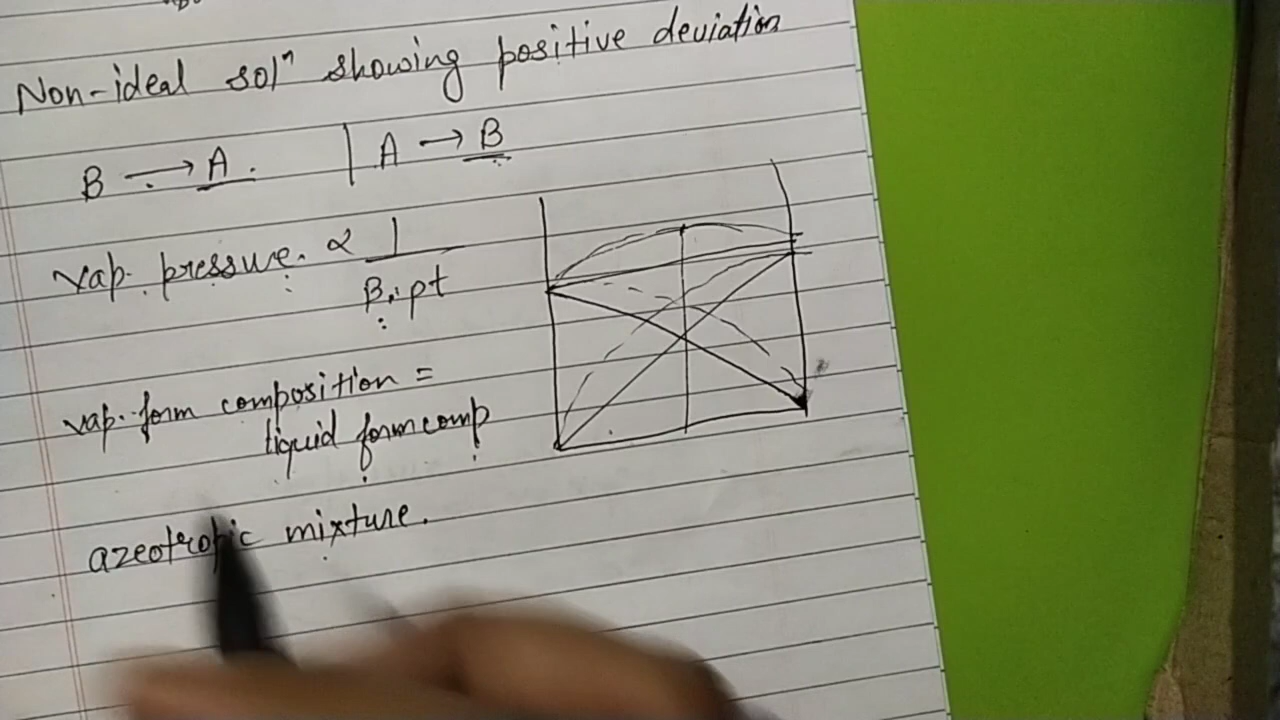 Non-ideal solⁿ showing positive deviation
B → A. | A → B
vap. pressure. ∝ 1
B.pt
vap. form composition =
liquid form comp
azeotropic mixture.